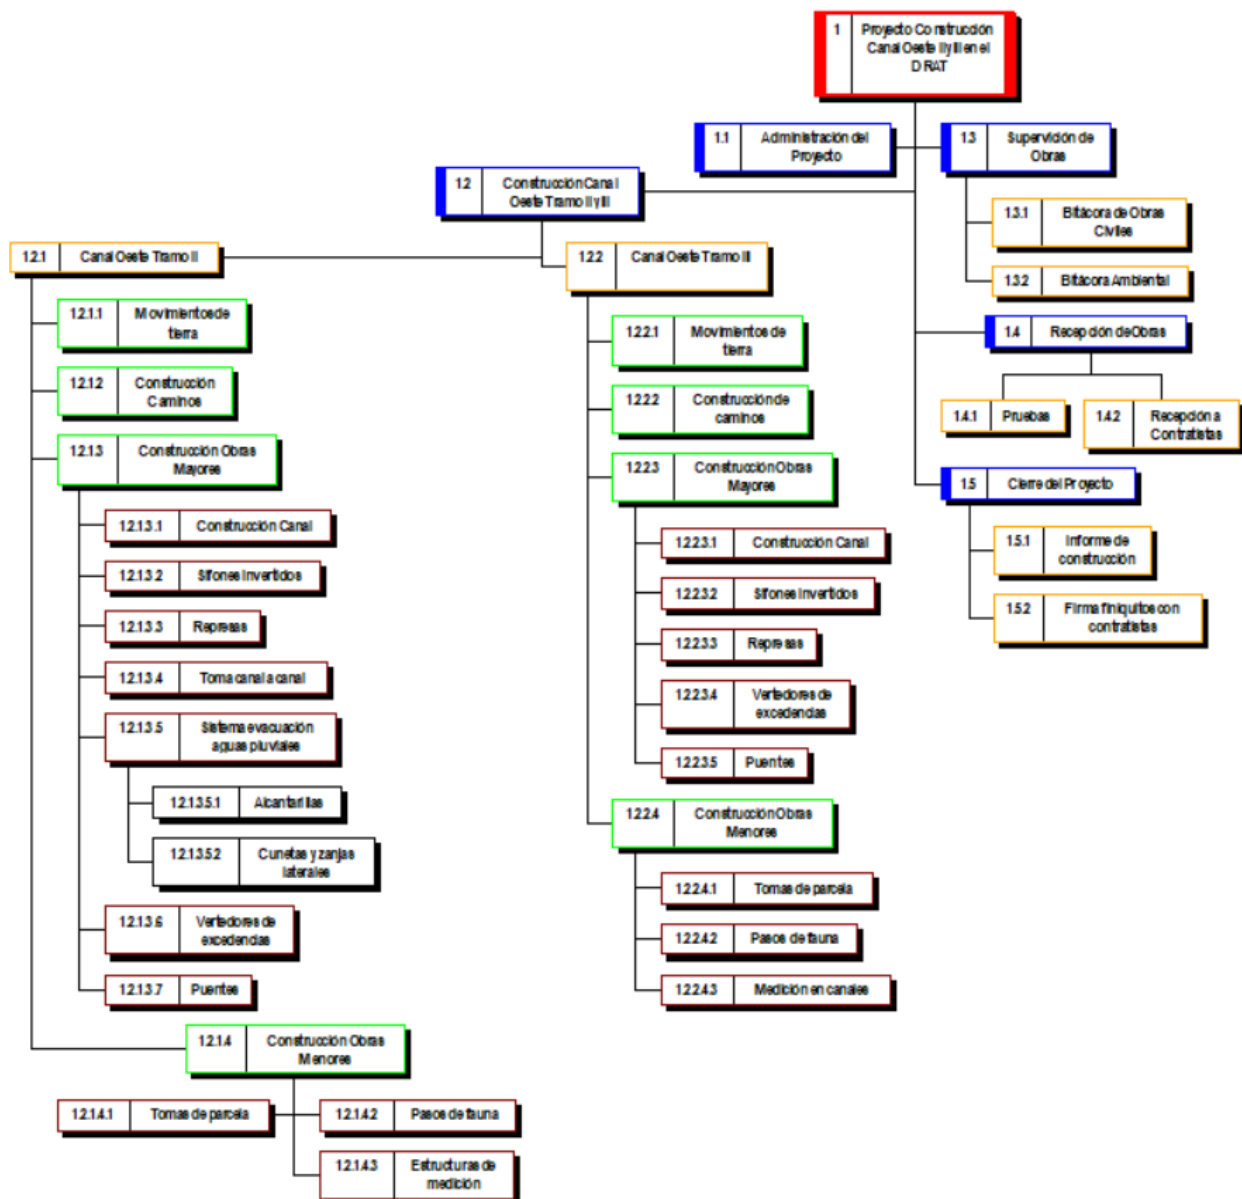 1 Proyecto Construcción
Canal Oeste II y III en el
DRAT
1.1 Administración del
Proyecto
1.3 Supervición de
Obras
1.2 Construcción Canal
Oeste Tramo II y III
1.3.1 Bitácora de Obras
Civiles
1.3.2 Bitácora Ambiental
1.2.1 Canal Oeste Tramo II
1.2.2 Canal Oeste Tramo III
1.2.1.1 Movimientos de
tierra
1.2.1.2 Construcción
Caminos
1.2.1.3 Construcción Obras
Mayores
1.2.1.3.1 Construcción Canal
1.2.1.3.2 Sifones Invertidos
1.2.1.3.3 Represas
1.2.1.3.4 Toma canal a canal
1.2.1.3.5 Sistema evacuación
aguas pluviales
1.2.1.3.5.1 Alcantarillas
1.2.1.3.5.2 Cunetas y zanjas
laterales
1.2.1.3.6 Vertedores de
excedencias
1.2.1.3.7 Puentes
1.2.1.4 Construcción Obras
Menores
1.2.1.4.1 Tomas de parcela
1.2.1.4.2 Pasos de fauna
1.2.1.4.3 Estructuras de
medición
1.2.2.1 Movimientos de
tierra
1.2.2.2 Construcción de
caminos
1.2.2.3 Construcción Obras
Mayores
1.2.2.3.1 Construcción Canal
1.2.2.3.2 Sifones Invertidos
1.2.2.3.3 Represas
1.2.2.3.4 Vertedores de
excedencias
1.2.2.3.5 Puentes
1.2.2.4 Construcción Obras
Menores
1.2.2.4.1 Tomas de parcela
1.2.2.4.2 Pasos de fauna
1.2.2.4.3 Medición en canales
1.4 Recepción de Obras
1.4.1 Pruebas
1.4.2 Recepción a
Contratistas
1.5 Cierre del Proyecto
1.5.1 Informe de
construcción
1.5.2 Firma finiquitos con
contratistas